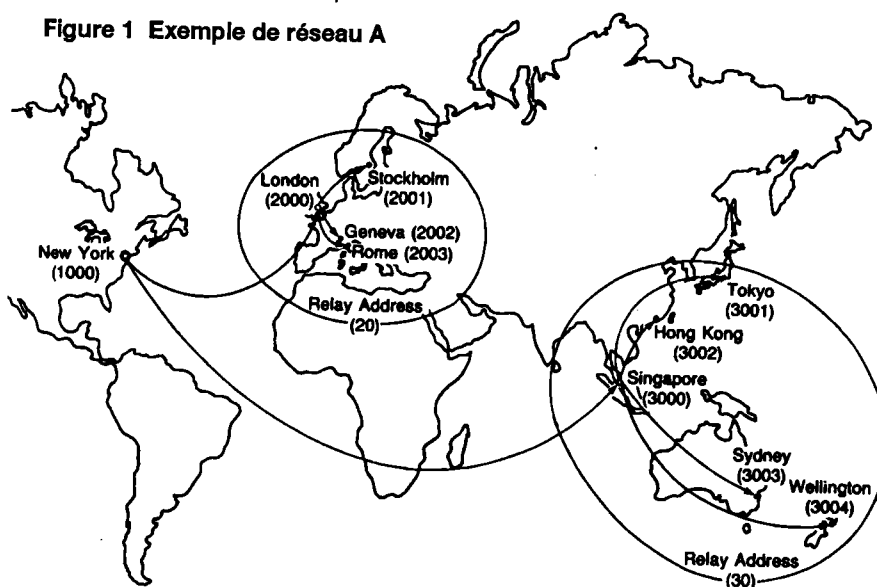 Figure 1 Exemple de réseau A
London
(2000)
Stockholm
(2001)
Geneva (2002)
Rome (2003)
New York
(1000)
Relay Address
(20)
Tokyo
(3001)
Hong Kong
(3002)
Singapore
(3000)
Sydney
(3003)
Wellington
(3004)
Relay Address
(30)